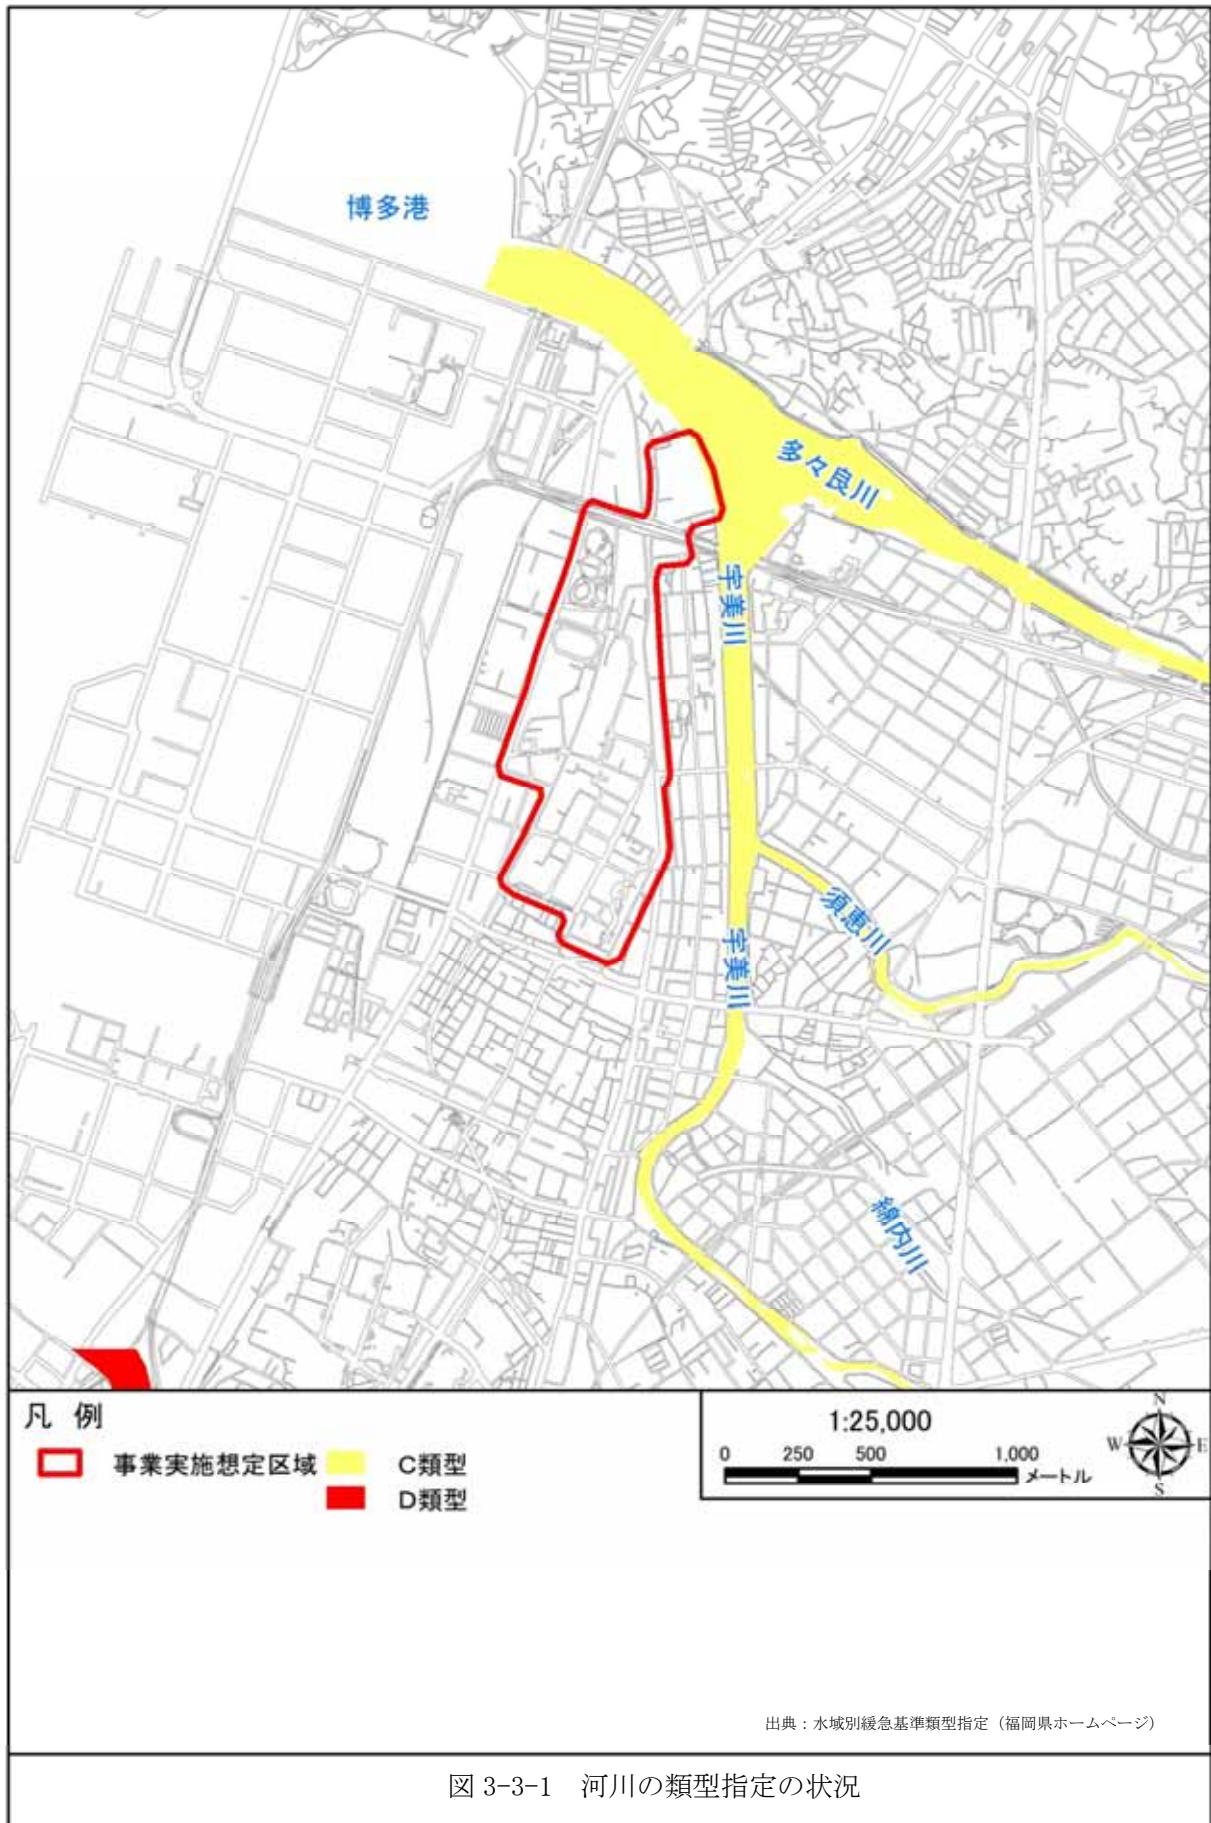 博多港
多々良川
宇美川
須恵川
宇美川
綿内川
凡 例
事業実施想定区域
C類型
D類型
1:25,000
0 250 500 1,000
メートル
N
W E
S
出典：水域別緩急基準類型指定（福岡県ホームページ）
図 3-3-1 河川の類型指定の状況